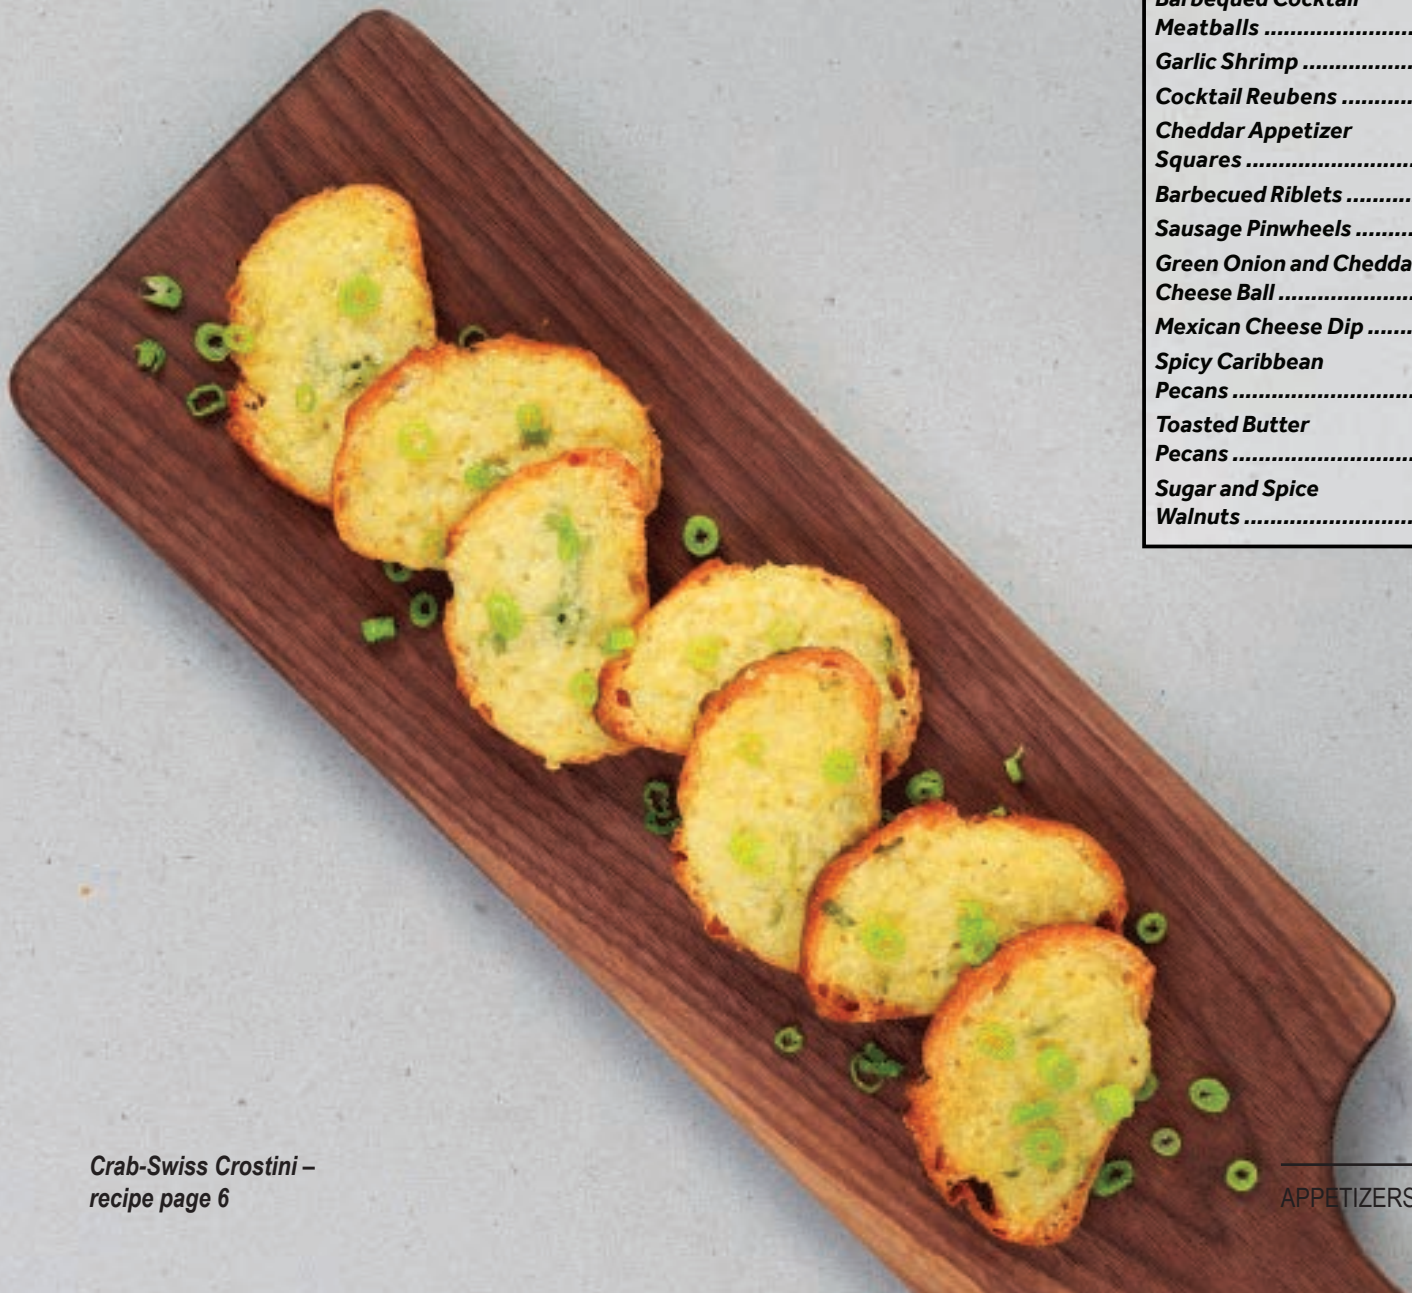 Barbequed Cocktail
Meatballs ........................
Garlic Shrimp ..................
Cocktail Reubens ............
Cheddar Appetizer
Squares ...........................
Barbecued Riblets ...........
Sausage Pinwheels ..........
Green Onion and Chedda
Cheese Ball ......................
Mexican Cheese Dip ........
Spicy Caribbean
Pecans .............................
Toasted Butter
Pecans .............................
Sugar and Spice
Walnuts ...........................
Crab-Swiss Crostini –
recipe page 6
APPETIZERS